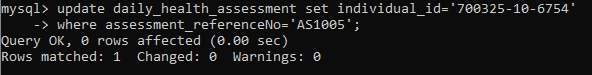 mysql> update daily_health_assessment set individual_id='700325-10-6754'
    -> where assessment_referenceNo='AS1005';
Query OK, 0 rows affected (0.00 sec)
Rows matched: 1  Changed: 0  Warnings: 0